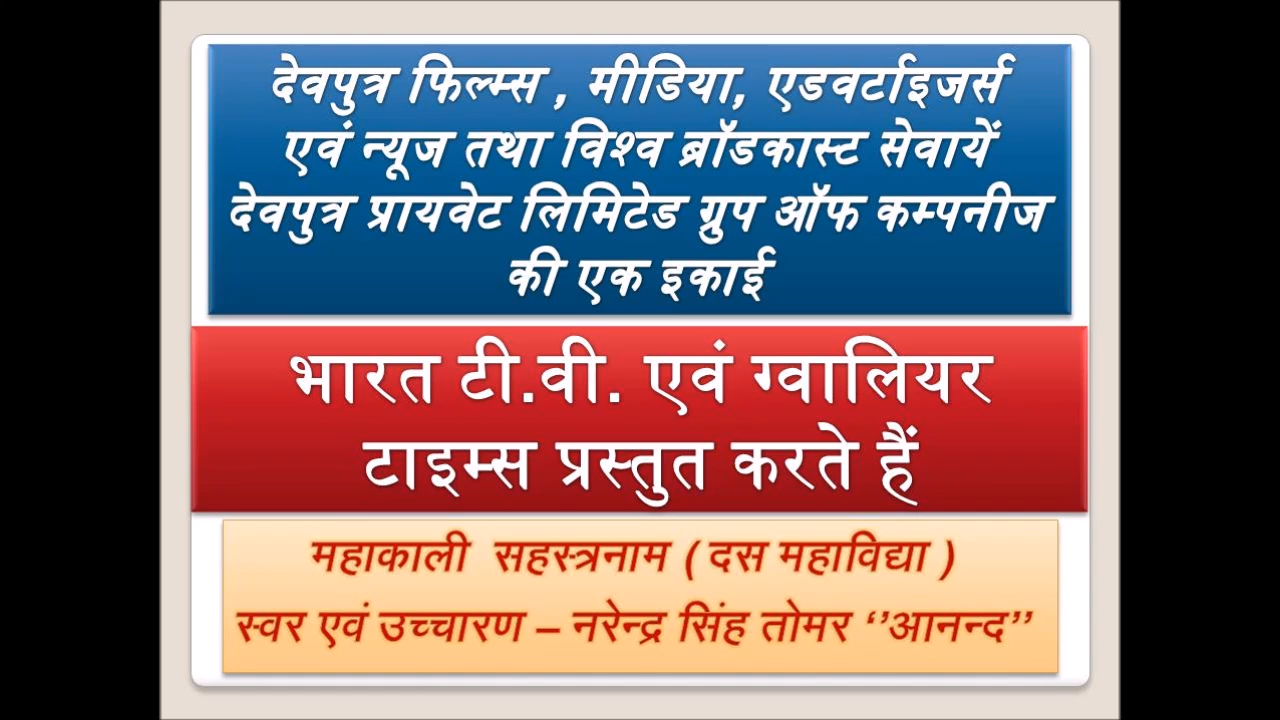 देवपुत्र फिल्म्स , मीडिया, एडवर्टाइजर्स
एवं न्यूज तथा विश्व ब्रॉडकास्ट सेवायें
देवपुत्र प्रायवेट लिमिटेड ग्रुप ऑफ कम्पनीज
की एक इकाई
भारत टी.वी. एवं ग्वालियर
टाइम्स प्रस्तुत करते हैं
महाकाली सहस्त्रनाम ( दस महाविद्या )
स्वर एवं उच्चारण – नरेन्द्र सिंह तोमर ‘’आनन्द’’